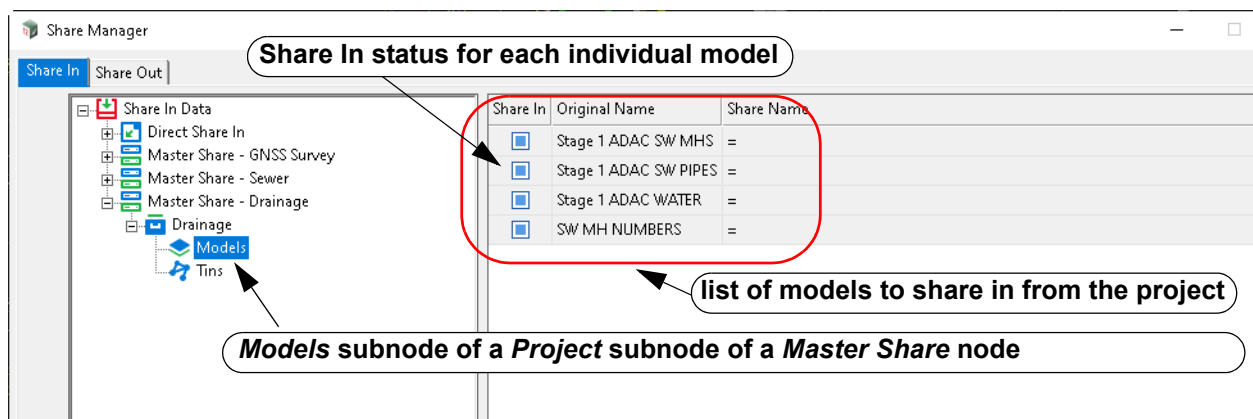 Share Manager
Share In status for each individual model
Share In Share Out
Share In Data
Direct Share In
Master Share - GNSS Survey
Master Share - Sewer
Master Share - Drainage
Drainage
Models
Tins
Share In Original Name Share Name
Stage 1 ADAC SW MHS =
Stage 1 ADAC SW PIPES =
Stage 1 ADAC WATER =
SW MH NUMBERS =
list of models to share in from the project
Models subnode of a Project subnode of a Master Share node